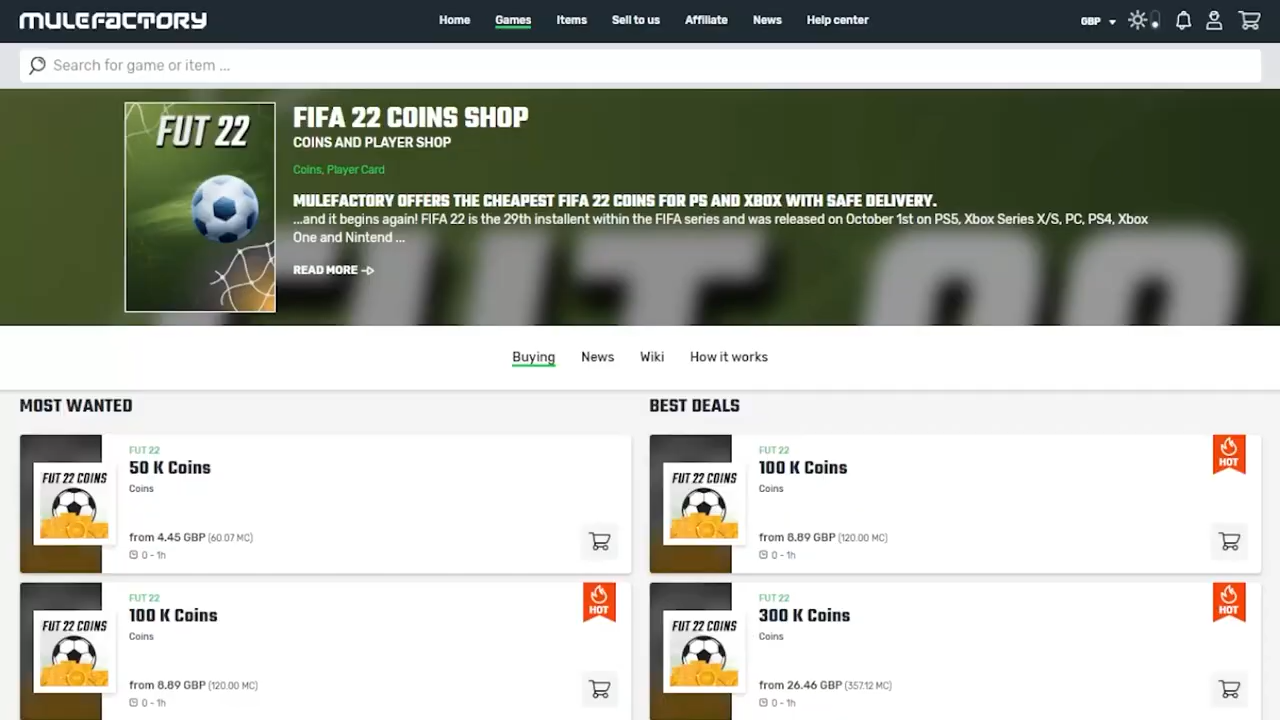 MULEFACTORY
Home Games Items Sell to us Affiliate News Help center
GBP
Search for game or item ...
FUT 22
FIFA 22 COINS SHOP
COINS AND PLAYER SHOP
Coins, Player Card
MULEFACTORY OFFERS THE CHEAPEST FIFA 22 COINS FOR PS AND XBOX WITH SAFE DELIVERY.
...and it begins again! FIFA 22 is the 29th installent within the FIFA series and was released on October 1st on PS5, Xbox Series X/S, PC, PS4, Xbox
One and Nintend ...
READ MORE
Buying News Wiki How it works
MOST WANTED
FUT 22 COINS
FUT 22
50 K Coins
Coins
from 4.45 GBP (60.07 MC)
0 - 1h
FUT 22 COINS
FUT 22
100 K Coins
Coins
from 8.89 GBP (120.00 MC)
0 - 1h
HOT
BEST DEALS
FUT 22 COINS
FUT 22
100 K Coins
Coins
from 8.89 GBP (120.00 MC)
0 - 1h
HOT
FUT 22 COINS
FUT 22
300 K Coins
Coins
from 26.46 GBP (357.12 MC)
0 - 1h
HOT